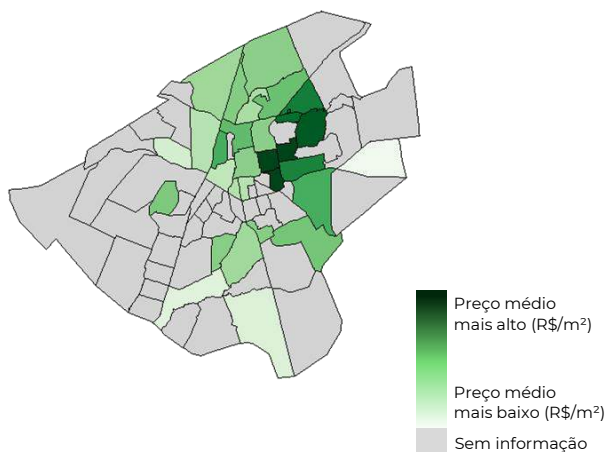 Preço médio
mais alto (R$/m²)
Preço médio
mais baixo (R$/m²)
Sem informação